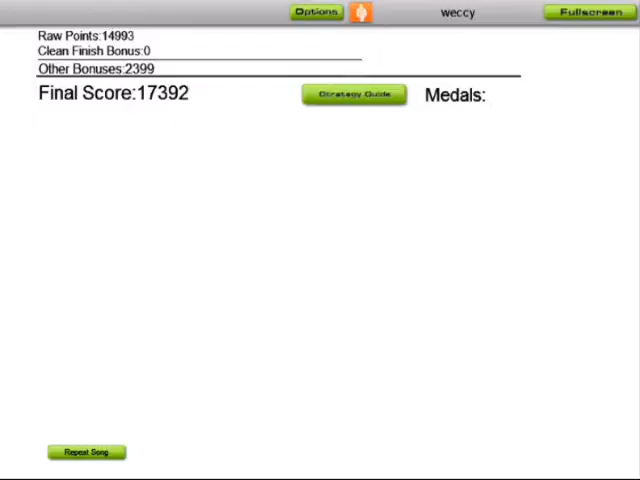 Options weccy Fullscreen
Raw Points:14993
Clean Finish Bonus:0
Other Bonuses:2399
Final Score:17392 Strategy Guide Medals:
Repeat Song